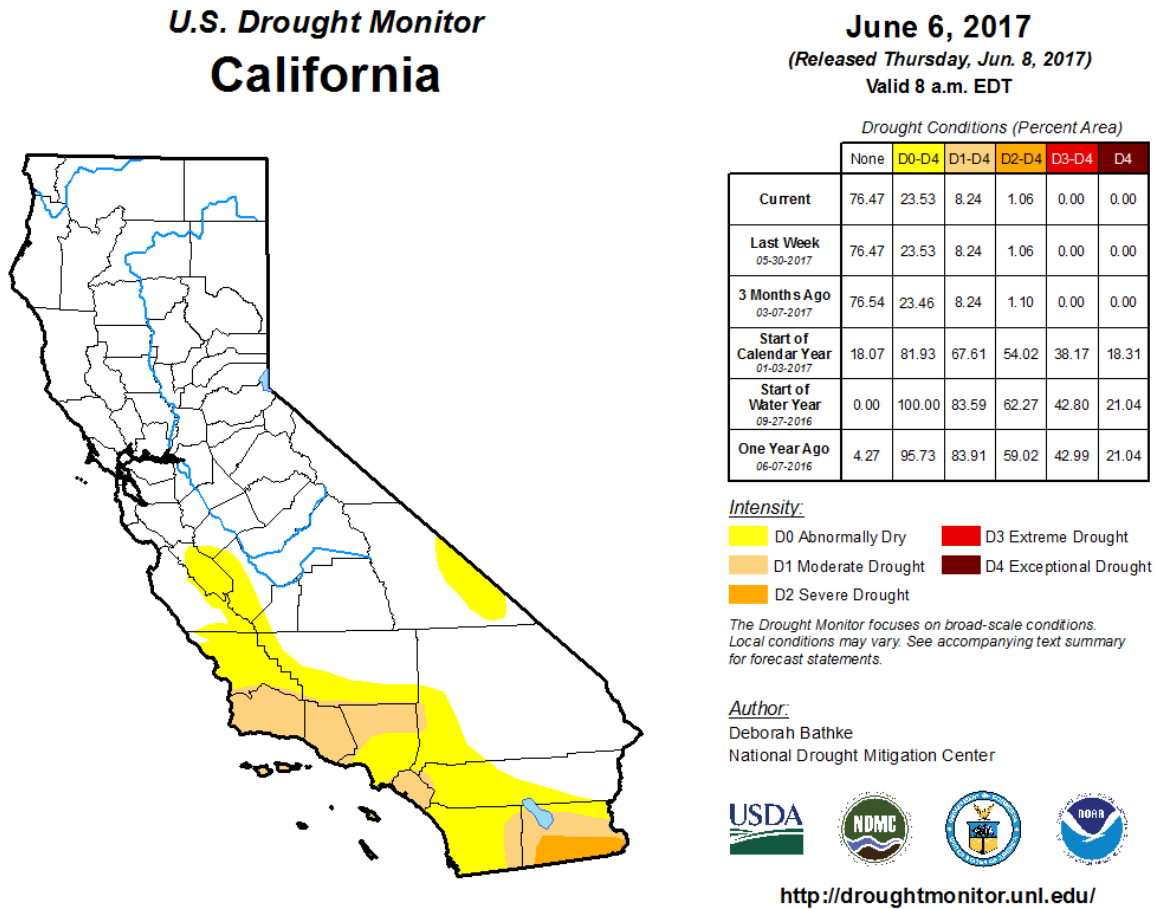 U.S. Drought Monitor
California
June 6, 2017
(Released Thursday, Jun. 8, 2017)
Valid 8 a.m. EDT
Drought Conditions (Percent Area)
None D0-D4 D1-D4 D2-D4 D3-D4 D4
Current 76.47 23.53 8.24 1.06 0.00 0.00
Last Week
05-30-2017
76.47 23.53 8.24 1.06 0.00 0.00
3 Months Ago
03-07-2017
76.54 23.46 8.24 1.10 0.00 0.00
Start of
Calendar Year
01-03-2017
18.07 81.93 67.61 54.02 38.17 18.31
Start of
Water Year
09-27-2016
0.00 100.00 83.59 62.27 42.80 21.04
One Year Ago
06-07-2016
4.27 95.73 83.91 59.02 42.99 21.04
Intensity:
D0 Abnormally Dry
D1 Moderate Drought
D2 Severe Drought
D3 Extreme Drought
D4 Exceptional Drought
The Drought Monitor focuses on broad-scale conditions.
Local conditions may vary. See accompanying text summary
for forecast statements.
Author:
Deborah Bathke
National Drought Mitigation Center
USDA
NDMC
NOAA
http://droughtmonitor.unl.edu/